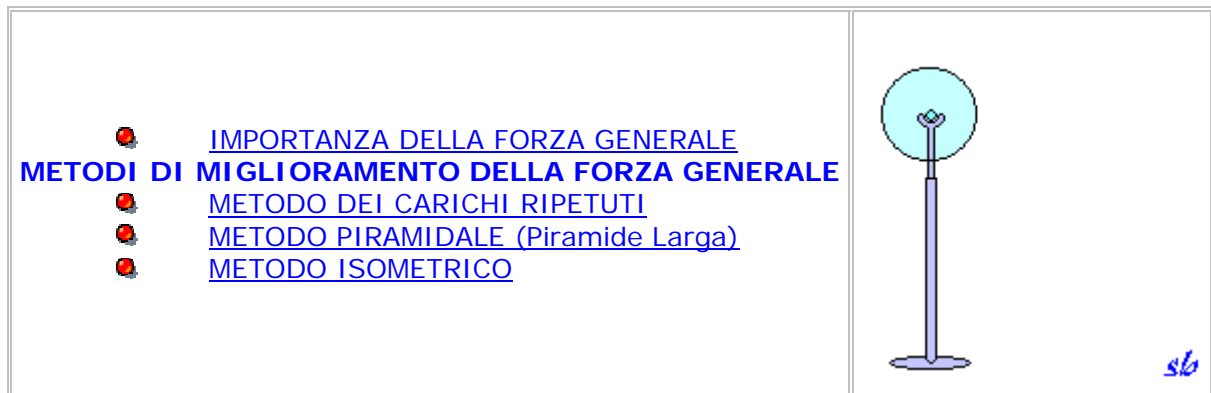 IMPORTANZA DELLA FORZA GENERALE
METODI DI MIGLIORAMENTO DELLA FORZA GENERALE
METODO DEI CARICHI RIPETUTI
METODO PIRAMIDALE (Piramide Larga)
METODO ISOMETRICO
sb